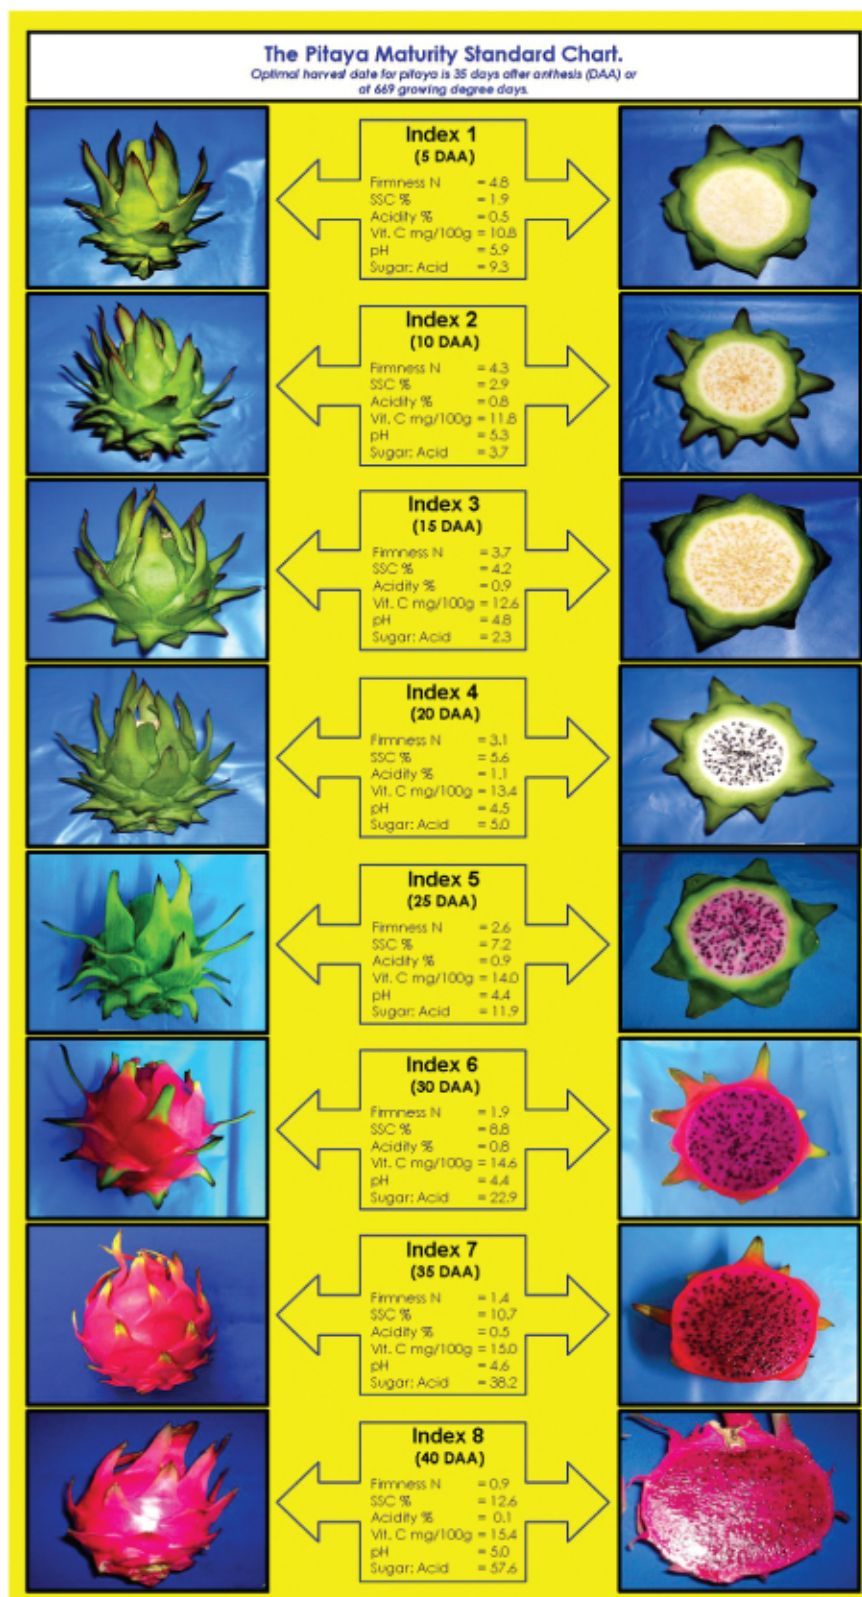 The Pitaya Maturity Standard Chart.
Optimal harvest date for pitaya is 35 days after anthesis (DAA) or
at 669 growing degree days.
Index 1
(5 DAA)
Firmness N = 4.8
SSC % = 1.9
Acidity % = 0.5
Vit. C mg/100g = 10.8
pH = 5.9
Sugar: Acid = 9.3
Index 2
(10 DAA)
Firmness N = 4.3
SSC % = 2.9
Acidity % = 0.8
Vit. C mg/100g = 11.8
pH = 5.3
Sugar: Acid = 3.7
Index 3
(15 DAA)
Firmness N = 3.7
SSC % = 4.2
Acidity % = 0.9
Vit. C mg/100g = 12.6
pH = 4.8
Sugar: Acid = 2.3
Index 4
(20 DAA)
Firmness N = 3.1
SSC % = 5.6
Acidity % = 1.1
Vit. C mg/100g = 13.4
pH = 4.5
Sugar: Acid = 5.0
Index 5
(25 DAA)
Firmness N = 2.6
SSC % = 7.2
Acidity % = 0.9
Vit. C mg/100g = 14.0
pH = 4.4
Sugar: Acid = 11.9
Index 6
(30 DAA)
Firmness N = 1.9
SSC % = 8.8
Acidity % = 0.8
Vit. C mg/100g = 14.6
pH = 4.4
Sugar: Acid = 22.9
Index 7
(35 DAA)
Firmness N = 1.4
SSC % = 10.7
Acidity % = 0.5
Vit. C mg/100g = 15.0
pH = 4.6
Sugar: Acid = 38.2
Index 8
(40 DAA)
Firmness N = 0.9
SSC % = 12.6
Acidity % = 0.1
Vit. C mg/100g = 15.4
pH = 5.0
Sugar: Acid = 57.6